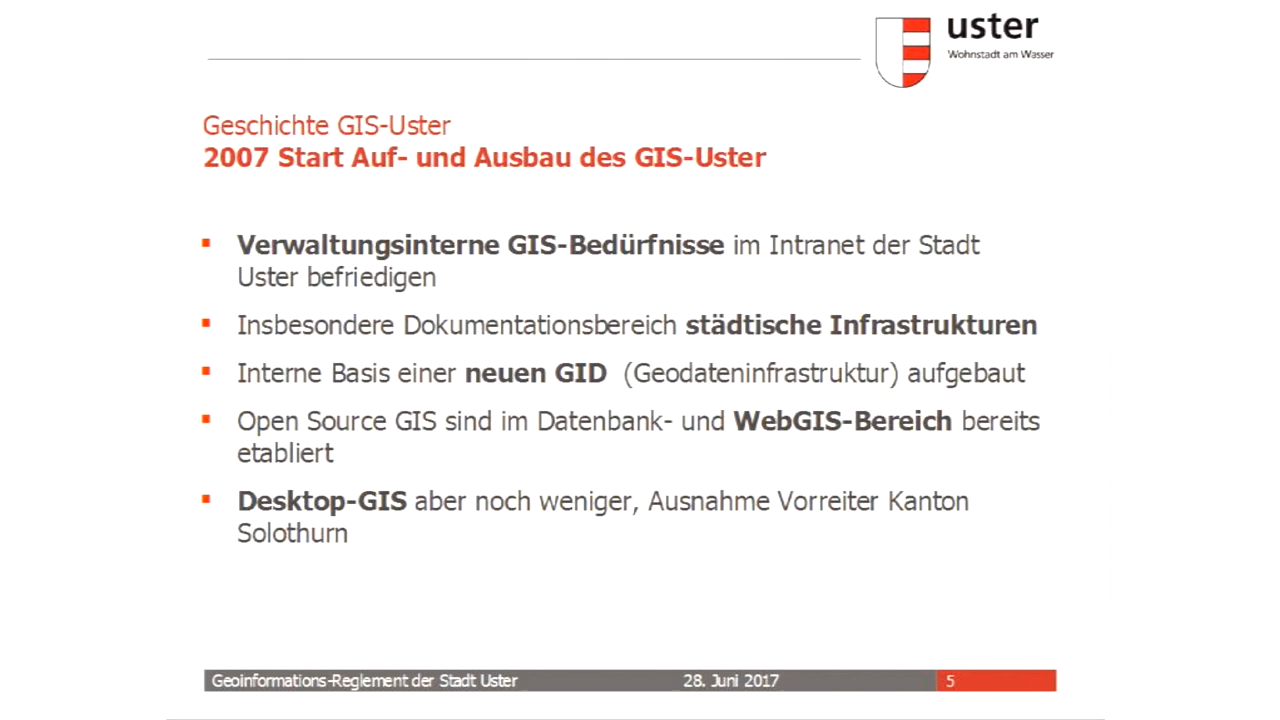 uster
Wohnstadt am Wasser
Geschichte GIS-Uster
2007 Start Auf- und Ausbau des GIS-Uster
Verwaltungsinterne GIS-Bedürfnisse im Intranet der Stadt
Uster befriedigen
Insbesondere Dokumentationsbereich städtische Infrastrukturen
Interne Basis einer neuen GID (Geodateninfrastruktur) aufgebaut
Open Source GIS sind im Datenbank- und WebGIS-Bereich bereits
etabliert
Desktop-GIS aber noch weniger, Ausnahme Vorreiter Kanton
Solothurn
Geoinformations-Reglement der Stadt Uster 28. Juni 2017 5